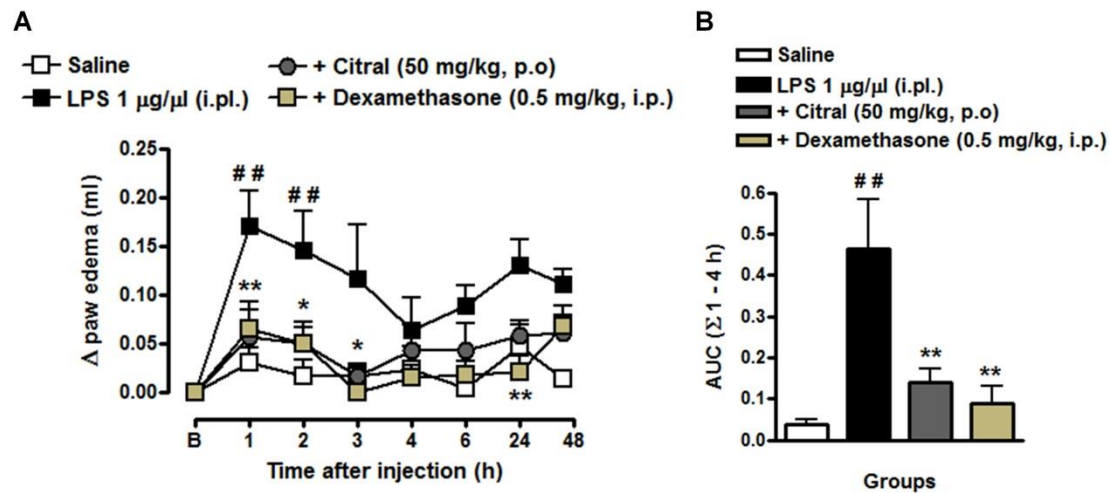 A
Saline
+ Citral (50 mg/kg, p.o)
LPS 1 µg/µl (i.pl.)
+ Dexamethasone (0.5 mg/kg, i.p.)
Δ paw edema (ml)
0.25
0.20
0.15
0.10
0.05
0.00
# #
# #
**
*
*
**
B 1 2 3 4 6 24 48
Time after injection (h)
B
Saline
LPS 1 µg/µl (i.pl.)
+ Citral (50 mg/kg, p.o)
+ Dexamethasone (0.5 mg/kg, i.p.)
AUC (Σ 1 - 4 h)
0.6
0.5
0.4
0.3
0.2
0.1
0.0
# #
**
**
Groups